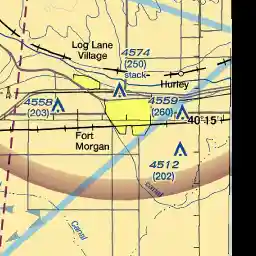 Log Lane
Village
4574
(250)
stack
Hurley
4558
(203)
4559
(260)
40°15'
Fort
Morgan
4512
(202)
canal
Canal